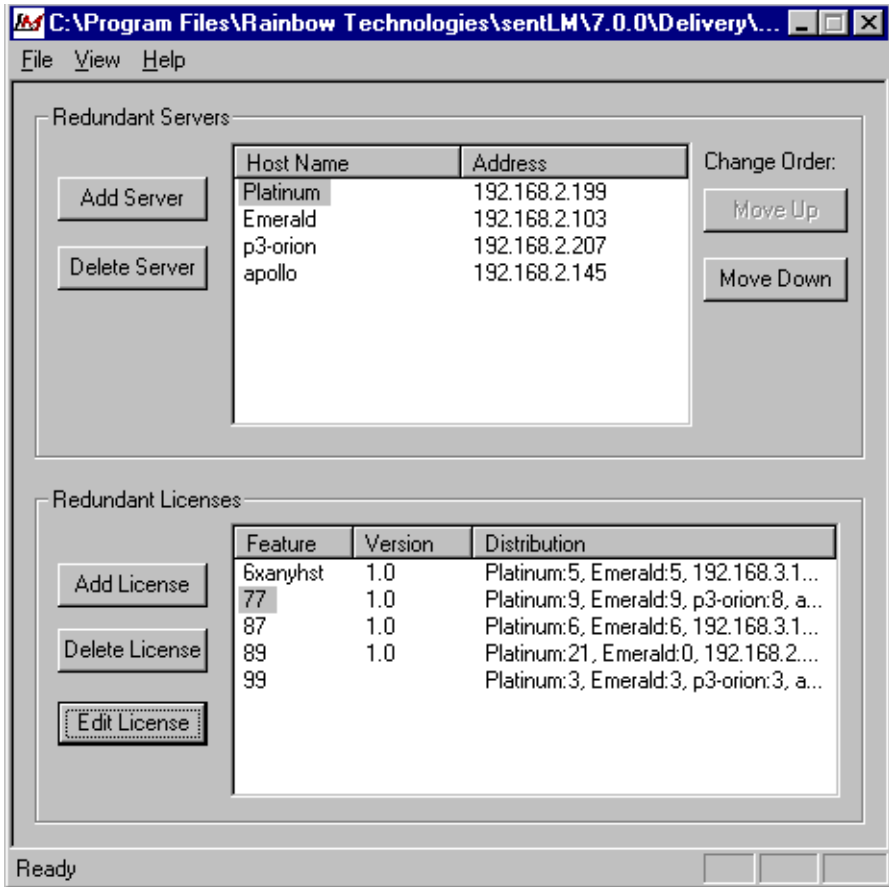 C:\Program Files\Rainbow Technologies\sentLM\7.0.0\Delivery\...
File View Help
Redundant Servers
Add Server
Delete Server
Host Name Address
Platinum 192.168.2.199
Emerald 192.168.2.103
p3-orion 192.168.2.207
apollo 192.168.2.145
Change Order:
Move Up
Move Down
Redundant Licenses
Add License
Delete License
Edit License
Feature Version Distribution
6xanyhst 1.0 Platinum:5, Emerald:5, 192.168.3.1...
77 1.0 Platinum:9, Emerald:9, p3-orion:8, a...
87 1.0 Platinum:6, Emerald:6, 192.168.3.1...
89 1.0 Platinum:21, Emerald:0, 192.168.2....
99 Platinum:3, Emerald:3, p3-orion:3, a...
Ready